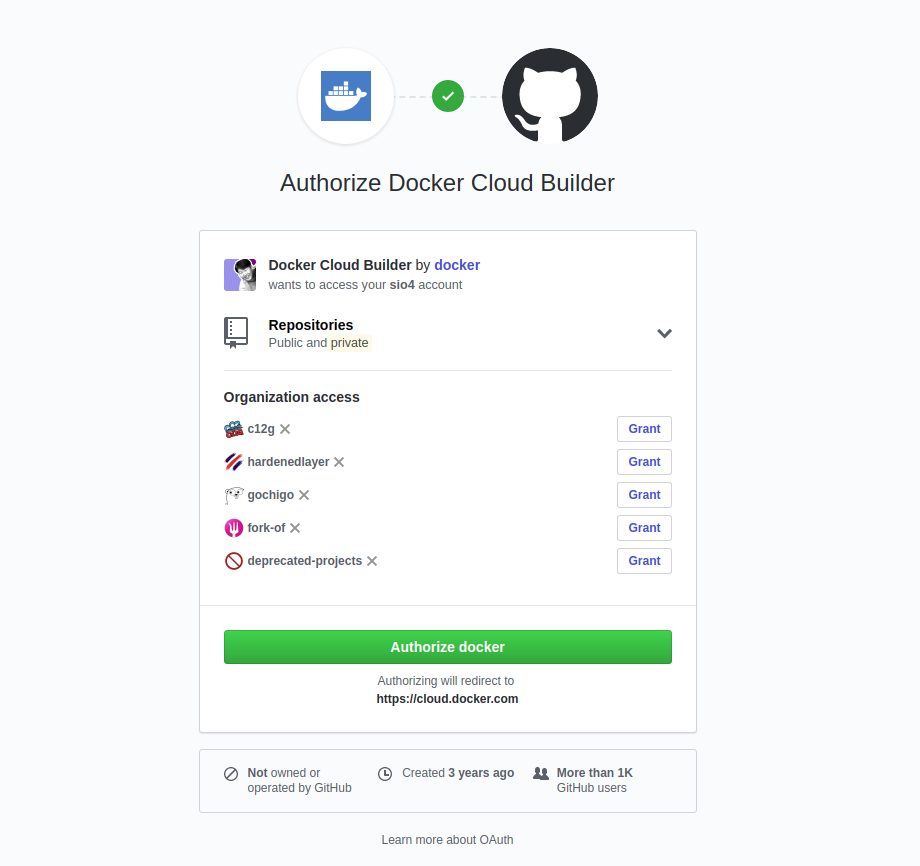 Authorize Docker Cloud Builder
Docker Cloud Builder by docker
wants to access your sio4 account
Repositories
Public and private
Organization access
c12g Grant
hardenedlayer Grant
gochigo Grant
fork-of Grant
deprecated-projects Grant
Authorize docker
Authorizing will redirect to
https://cloud.docker.com
Not owned or
operated by GitHub
Created 3 years ago
More than 1K
GitHub users
Learn more about OAuth